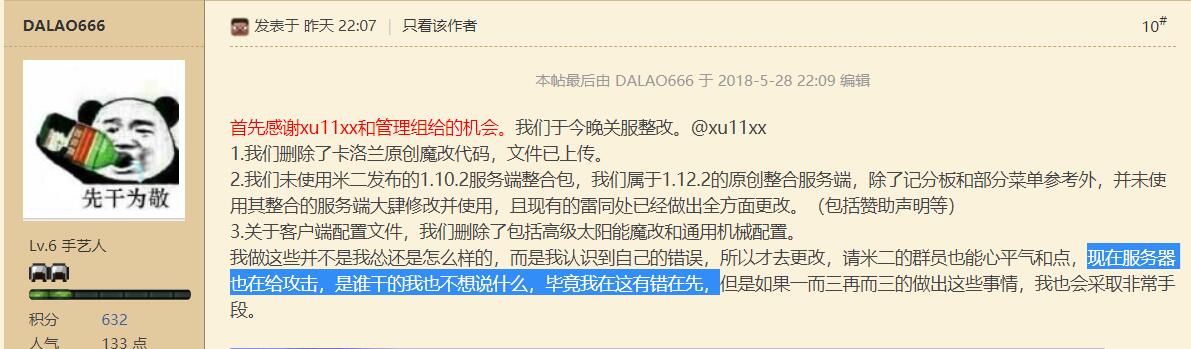 DALAO666
发表于 昨天 22:07 | 只看该作者
10#
本帖最后由 DALAO666 于 2018-5-28 22:09 编辑
首先感谢xu11xx和管理组给的机会。我们于今晚关服整改。@xu11xx
1.我们删除了卡洛兰原创魔改代码，文件已上传。
2.我们未使用米二发布的1.10.2服务端整合包，我们属于1.12.2的原创整合服务端，除了记分板和部分菜单参考外，并未使
用其整合的服务端大肆修改并使用，且现有的雷同处已经做出全方面更改。（包括赞助声明等）
3.关于客户端配置文件，我们删除了包括高级太阳能魔改和通用机械配置。
我做这些并不是我怂还是怎么样的，而是我认识到自己的错误，所以才去更改，请米二的群员也能心平气和点，现在服务器
也在给攻击，是谁干的我也不想说什么，毕竟我在这有错在先，但是如果一而三再而三的做出这些事情，我也会采取非常手
段。
先干为敬
Lv.6 手艺人
积分 632
人气 133 点